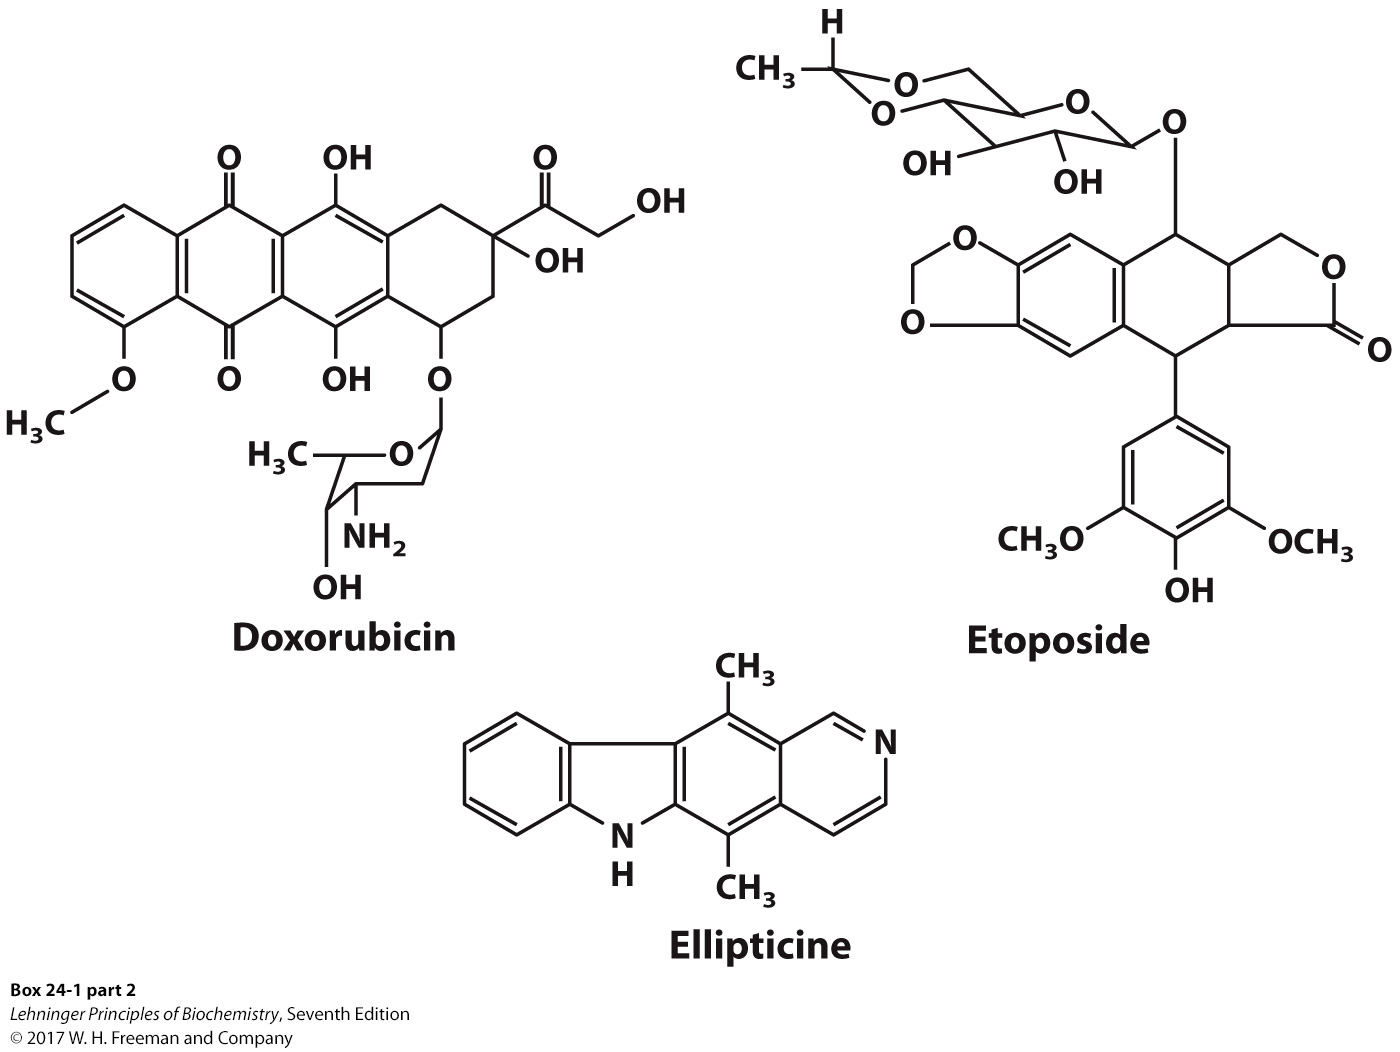 H
CH3
O
O
O
O
OH
OH
O
OH
O
OH
OH
O
O
O
O
O
O
OH
O
H3C
H3C
O
NH2
OH
CH3O
OCH3
OH
Doxorubicin
Etoposide
CH3
N
N
H
CH3
Ellipticine
Box 24-1 part 2
Lehninger Principles of Biochemistry, Seventh Edition
© 2017 W. H. Freeman and Company